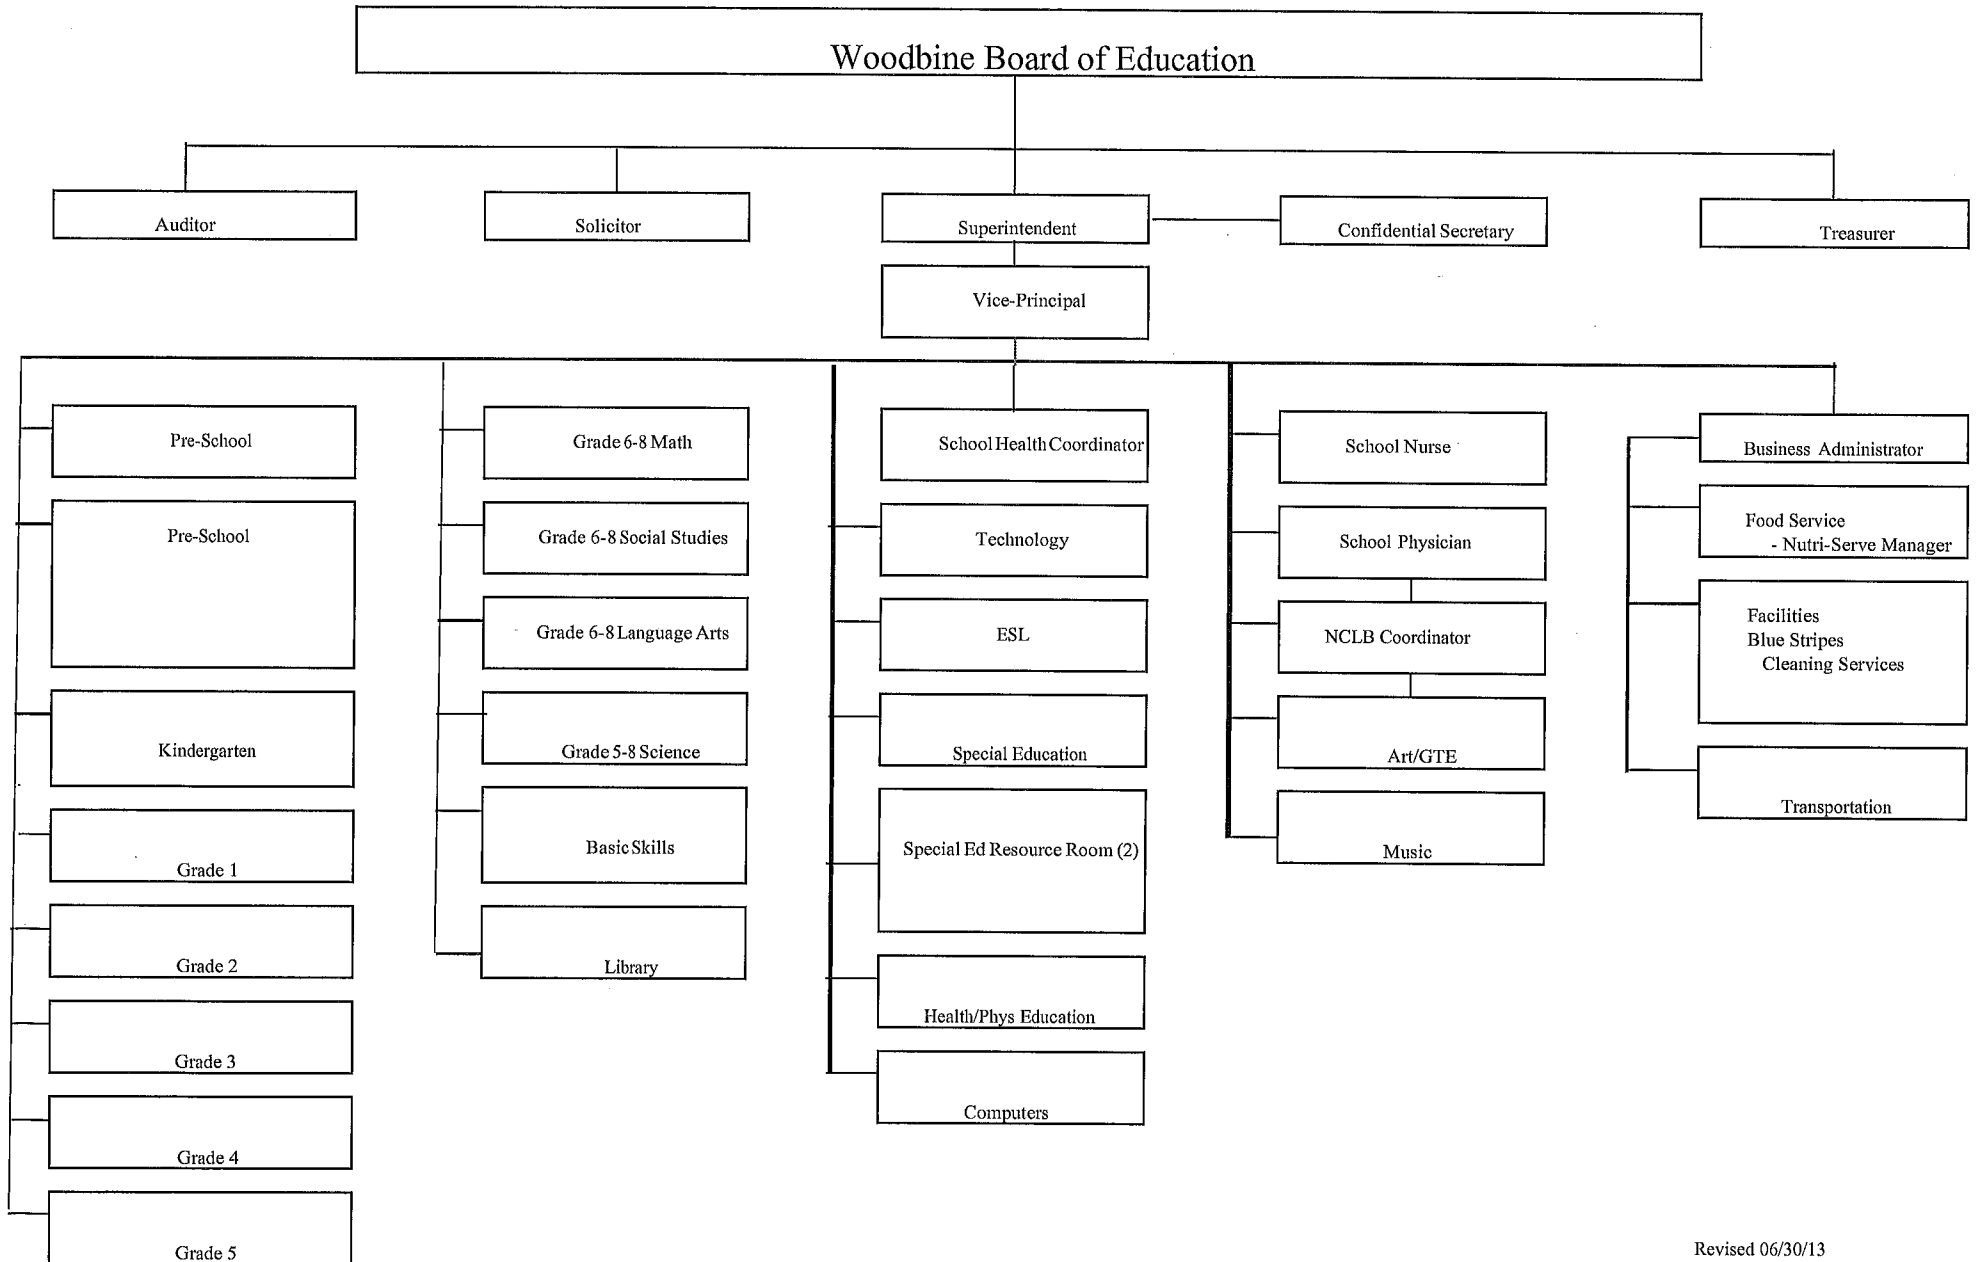 Woodbine Board of Education
Auditor
Solicitor
Superintendent
Confidential Secretary
Treasurer
Vice-Principal
Pre-School
Pre-School
Kindergarten
Grade 1
Grade 2
Grade 3
Grade 4
Grade 5
Grade 6-8 Math
Grade 6-8 Social Studies
Grade 6-8 Language Arts
Grade 5-8 Science
Basic Skills
Library
School Health Coordinator
Technology
ESL
Special Education
Special Ed Resource Room (2)
Health/Phys Education
Computers
School Nurse
School Physician
NCLB Coordinator
Art/GTE
Music
Business Administrator
Food Service
- Nutri-Serve Manager
Facilities
Blue Stripes
Cleaning Services
Transportation
Revised 06/30/13